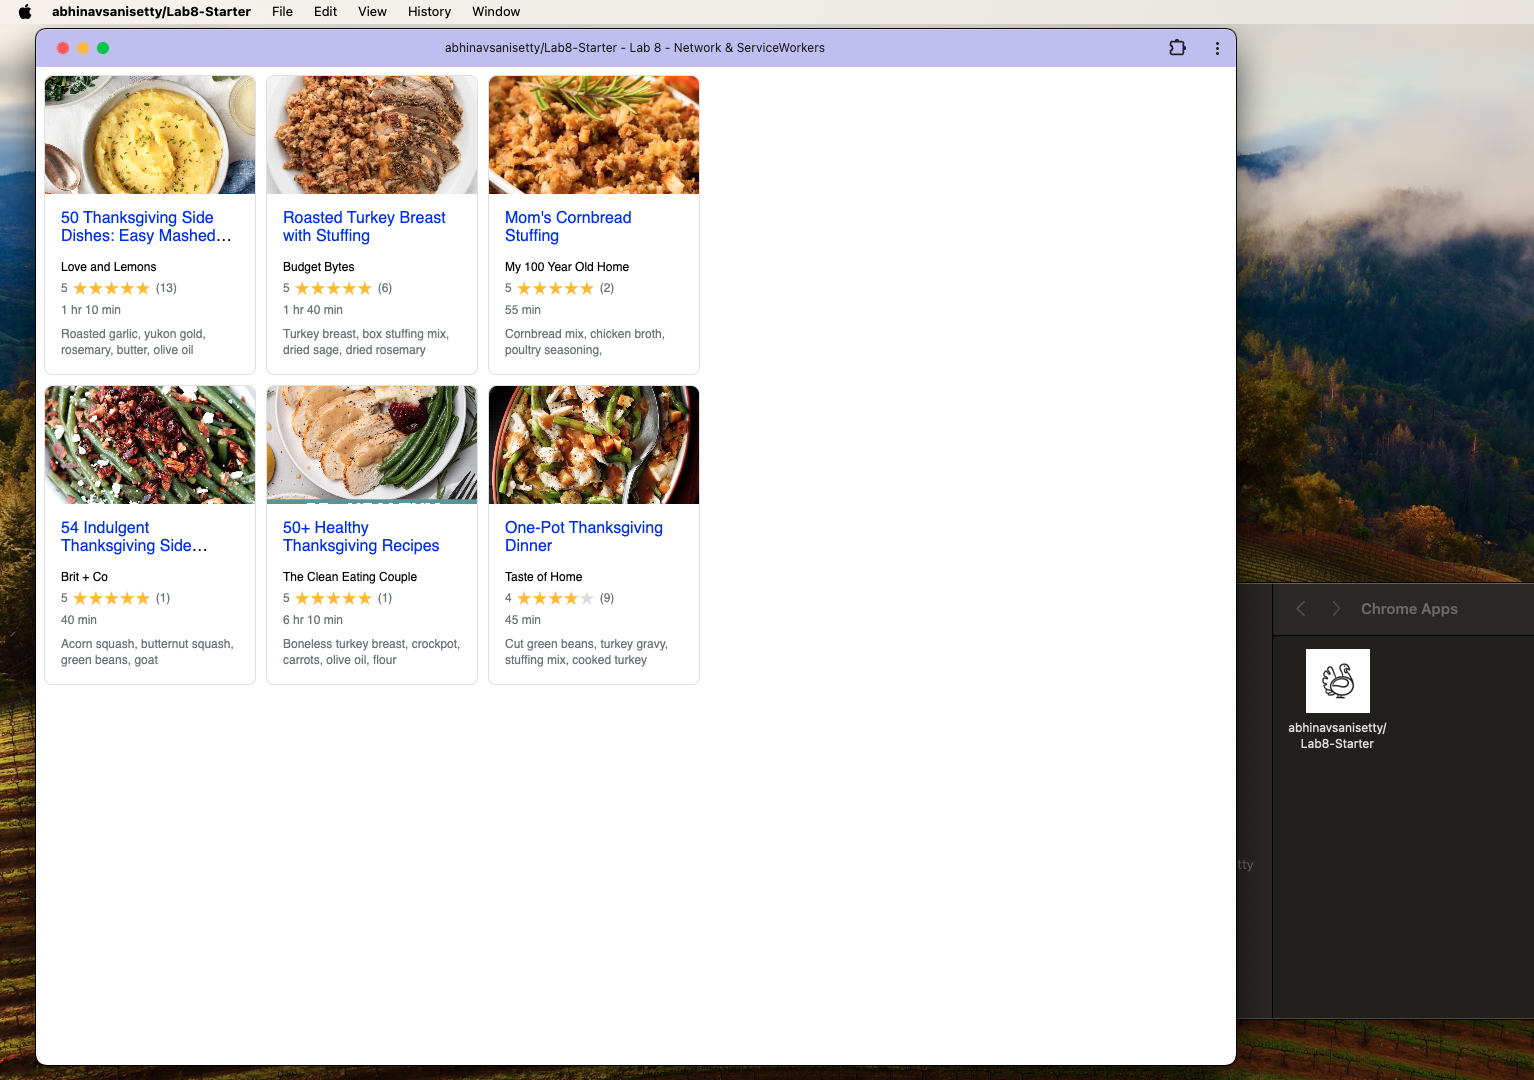 abhinavsanisetty/Lab8-Starter File Edit View History Window
abhinavsanisetty/Lab8-Starter - Lab 8 - Network & ServiceWorkers
50 Thanksgiving Side
Dishes: Easy Mashed…
Love and Lemons
5 (13)
1 hr 10 min
Roasted garlic, yukon gold,
rosemary, butter, olive oil
Roasted Turkey Breast
with Stuffing
Budget Bytes
5 (6)
1 hr 40 min
Turkey breast, box stuffing mix,
dried sage, dried rosemary
Mom's Cornbread
Stuffing
My 100 Year Old Home
5 (2)
55 min
Cornbread mix, chicken broth,
poultry seasoning,
54 Indulgent
Thanksgiving Side…
Brit + Co
5 (1)
40 min
Acorn squash, butternut squash,
green beans, goat
50+ Healthy
Thanksgiving Recipes
The Clean Eating Couple
5 (1)
6 hr 10 min
Boneless turkey breast, crockpot,
carrots, olive oil, flour
One-Pot Thanksgiving
Dinner
Taste of Home
4 (9)
45 min
Cut green beans, turkey gravy,
stuffing mix, cooked turkey
Chrome Apps
abhinavsanisetty/
Lab8-Starter
tty